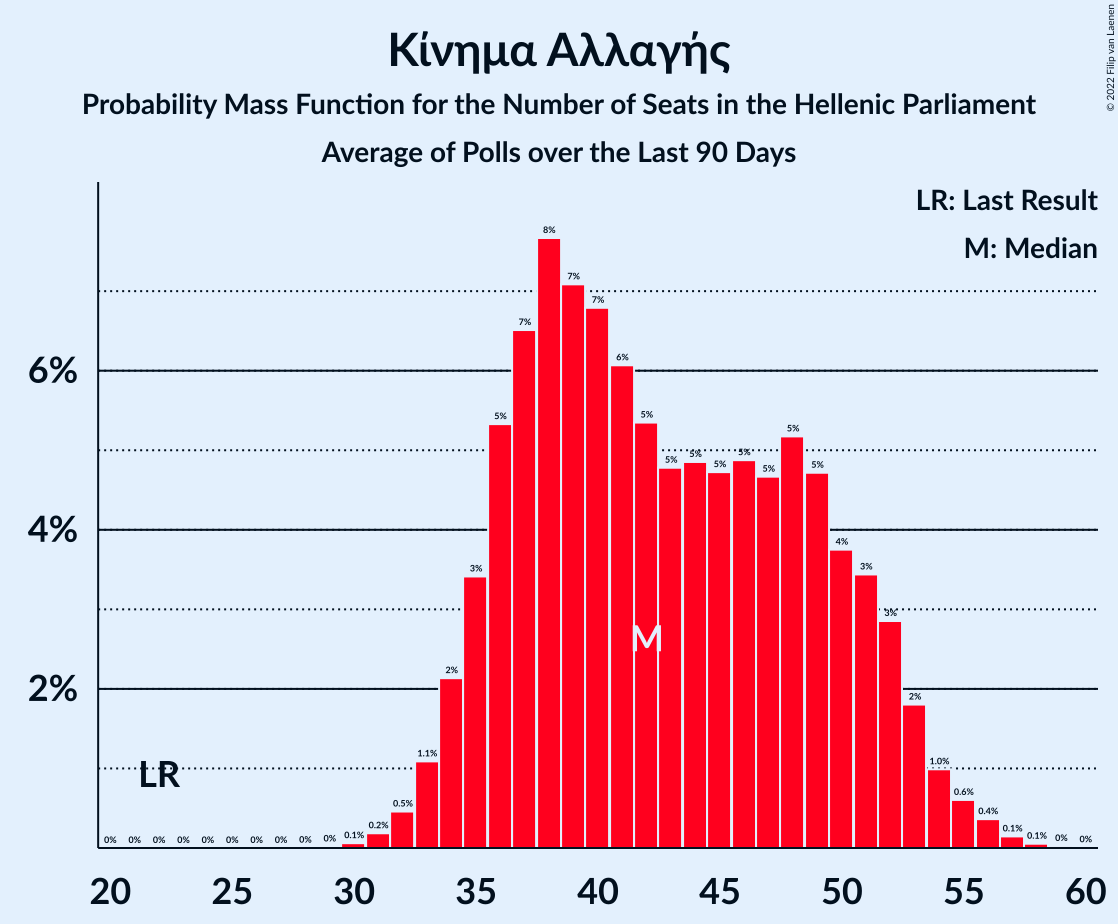 Κίνημα Αλλαγής
Probability Mass Function for the Number of Seats in the Hellenic Parliament
Average of Polls over the Last 90 Days
© 2022 Filip van Laenen
LR: Last Result
M: Median
8%
7%
7%
7%
6%
6%
5%
5%
5%
5%
5%
5%
5%
5%
5%
4%
4%
3%
3%
3%
M
2%
2%
2%
LR
1.1%
1.0%
0.5%
0.6%
0.4%
0% 0% 0% 0% 0% 0% 0% 0% 0% 0% 0.1% 0.2% 0.1% 0.1% 0% 0%
20 25 30 35 40 45 50 55 60